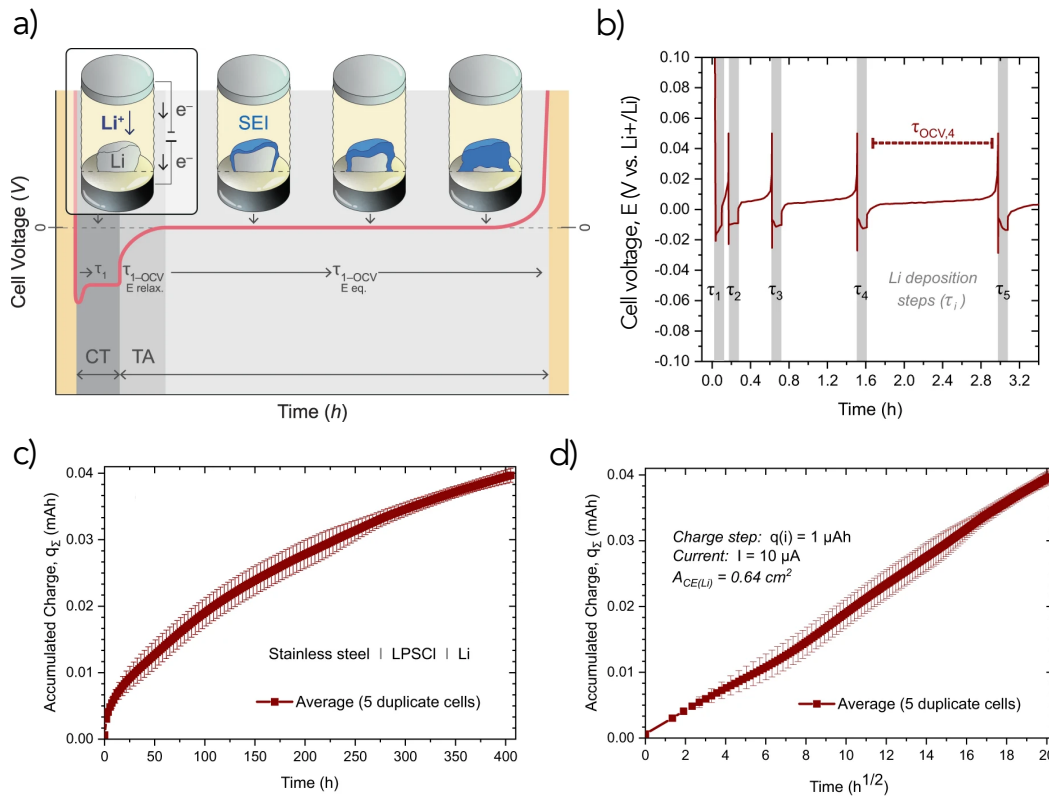 a)
Li⁺
e⁻
e⁻
Li
SEI
Cell Voltage (V)
0
0
τ₁
τ₁₋OCV
E relax.
τ₁₋OCV
E eq.
CT
TA
Time (h)
b)
Cell voltage, E (V vs. Li+/Li)
0.10
0.08
0.06
0.04
0.02
0.00
-0.02
-0.04
-0.06
-0.08
-0.10
τOCV,4
τ₁
τ₂
τ₃
τ₄
τ₅
Li deposition
steps (τ i)
0.0 0.4 0.8 1.2 1.6 2.0 2.4 2.8 3.2
Time (h)
c)
Accumulated Charge, qΣ (mAh)
0.04
0.03
0.02
0.01
0.00
Stainless steel | LPSCl | Li
Average (5 duplicate cells)
0 50 100 150 200 250 300 350 400
Time (h)
d)
Accumulated Charge, qΣ (mAh)
0.04
0.03
0.02
0.01
0.00
Charge step: q(i) = 1 µAh
Current: I = 10 µA
A CE(Li) = 0.64 cm²
Average (5 duplicate cells)
0 2 4 6 8 10 12 14 16 18 20
Time (h¹ᐟ²)